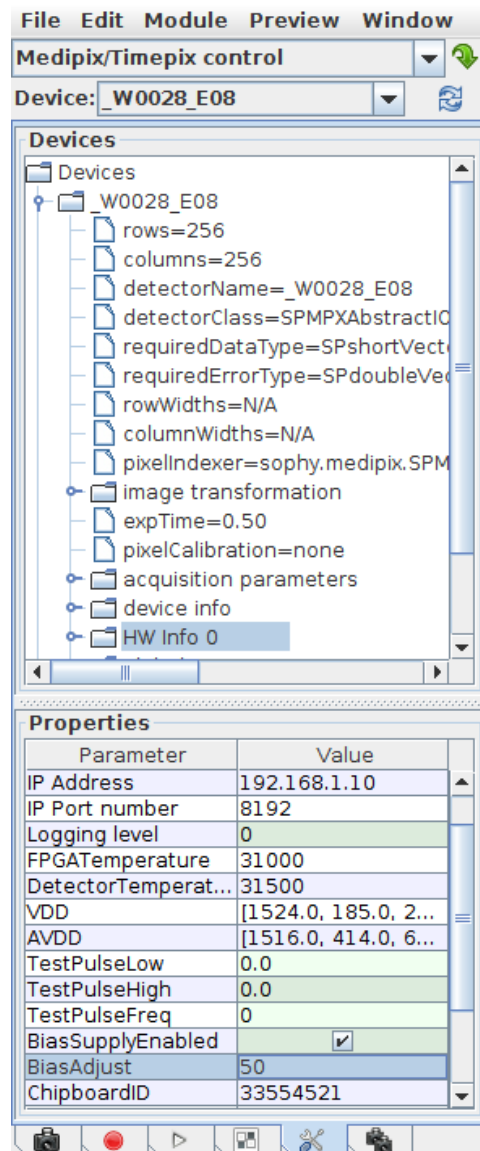 File Edit Module Preview Window
Medipix/Timepix control
Device: _W0028_E08
Devices
Devices
_W0028_E08
rows=256
columns=256
detectorName=_W0028_E08
detectorClass=SPMPXAbstractIO
requiredDataType=SPshortVect
requiredErrorType=SPdoubleVec
rowWidths=N/A
columnWidths=N/A
pixelIndexer=sophy.medipix.SPM
image transformation
expTime=0.50
pixelCalibration=none
acquisition parameters
device info
HW Info 0
Properties
Parameter Value
IP Address 192.168.1.10
IP Port number 8192
Logging level 0
FPGATemperature 31000
DetectorTemperat... 31500
VDD [1524.0, 185.0, 2...
AVDD [1516.0, 414.0, 6...
TestPulseLow 0.0
TestPulseHigh 0.0
TestPulseFreq 0
BiasSupplyEnabled
BiasAdjust 50
ChipboardID 33554521